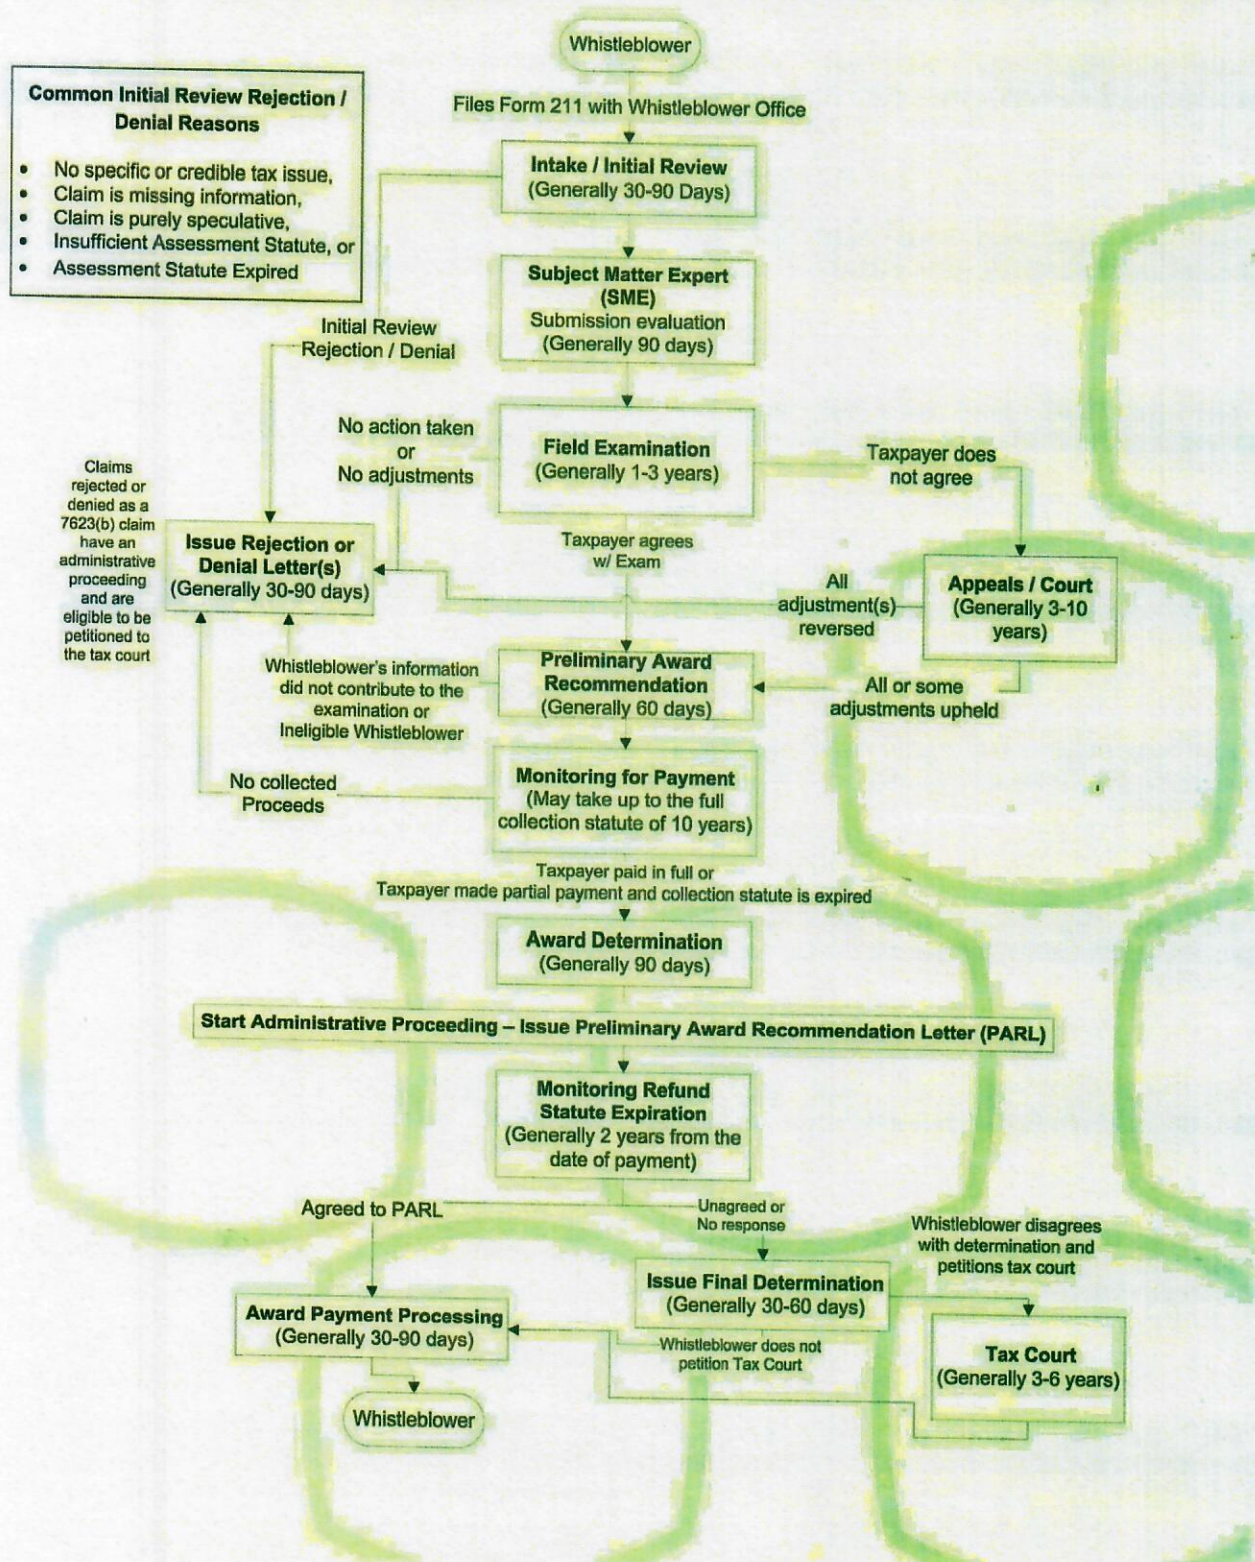 Whistleblower
Files Form 211 with Whistleblower Office
Common Initial Review Rejection /
Denial Reasons
• No specific or credible tax issue,
• Claim is missing information,
• Claim is purely speculative,
• Insufficient Assessment Statute, or
• Assessment Statute Expired
Intake / Initial Review
(Generally 30-90 Days)
Subject Matter Expert
(SME)
Submission evaluation
(Generally 90 days)
Initial Review
Rejection / Denial
No action taken
or
No adjustments
Field Examination
(Generally 1-3 years)
Taxpayer does
not agree
Claims
rejected or
denied as a
7623(b) claim
have an
administrative
proceeding
and are
eligible to be
petitioned to
the tax court
Issue Rejection or
Denial Letter(s)
(Generally 30-90 days)
Taxpayer agrees
w/ Exam
All
adjustment(s)
reversed
Appeals / Court
(Generally 3-10
years)
Whistleblower's information
did not contribute to the
examination or
Ineligible Whistleblower
Preliminary Award
Recommendation
(Generally 60 days)
All or some
adjustments upheld
No collected
Proceeds
Monitoring for Payment
(May take up to the full
collection statute of 10 years)
Taxpayer paid in full or
Taxpayer made partial payment and collection statute is expired
Award Determination
(Generally 90 days)
Start Administrative Proceeding – Issue Preliminary Award Recommendation Letter (PARL)
Monitoring Refund
Statute Expiration
(Generally 2 years from the
date of payment)
Agreed to PARL
Unagreed or
No response
Whistleblower disagrees
with determination and
petitions tax court
Issue Final Determination
(Generally 30-60 days)
Award Payment Processing
(Generally 30-90 days)
Whistleblower does not
petition Tax Court
Tax Court
(Generally 3-6 years)
Whistleblower